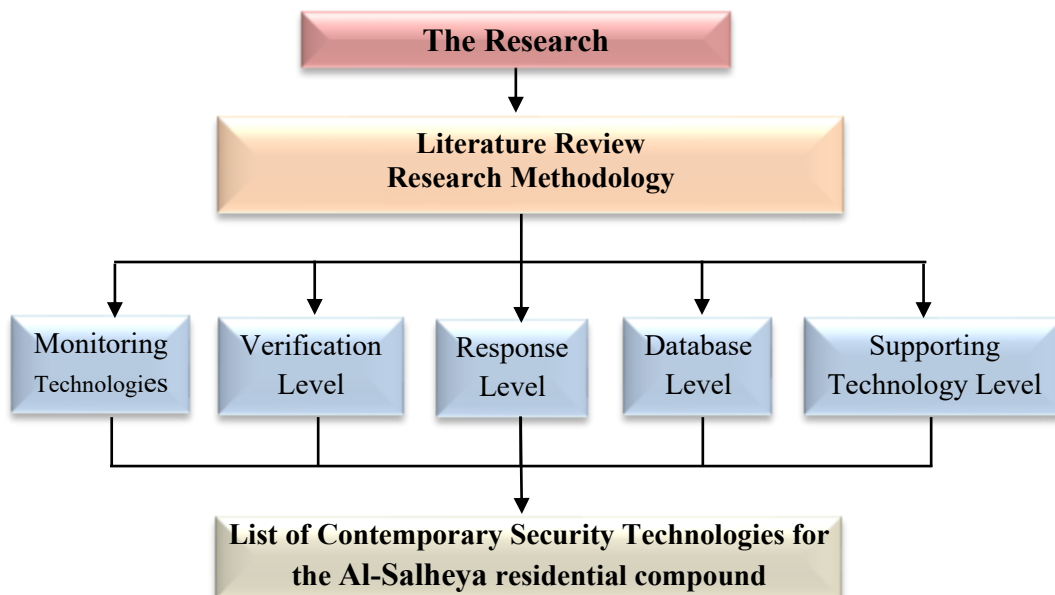 The Research
Literature Review
Research Methodology
Monitoring
Technologies
Verification
Level
Response
Level
Database
Level
Supporting
Technology Level
List of Contemporary Security Technologies for
the Al-Salheya residential compound